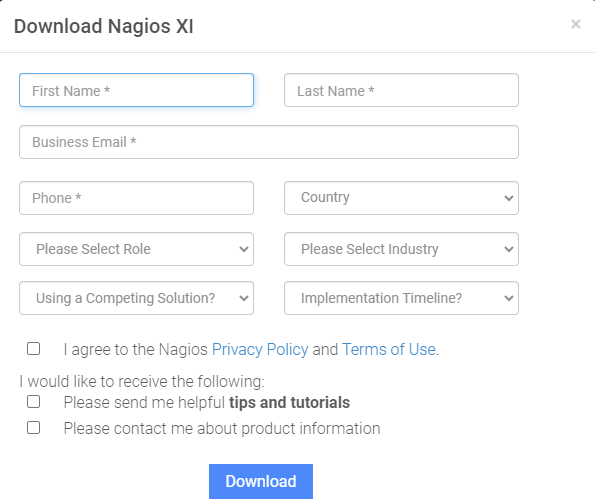 Download Nagios XI ×
First Name * Last Name *
Business Email *
Phone * Country
Please Select Role Please Select Industry
Using a Competing Solution? Implementation Timeline?
I agree to the Nagios Privacy Policy and Terms of Use.
I would like to receive the following:
Please send me helpful tips and tutorials
Please contact me about product information
Download